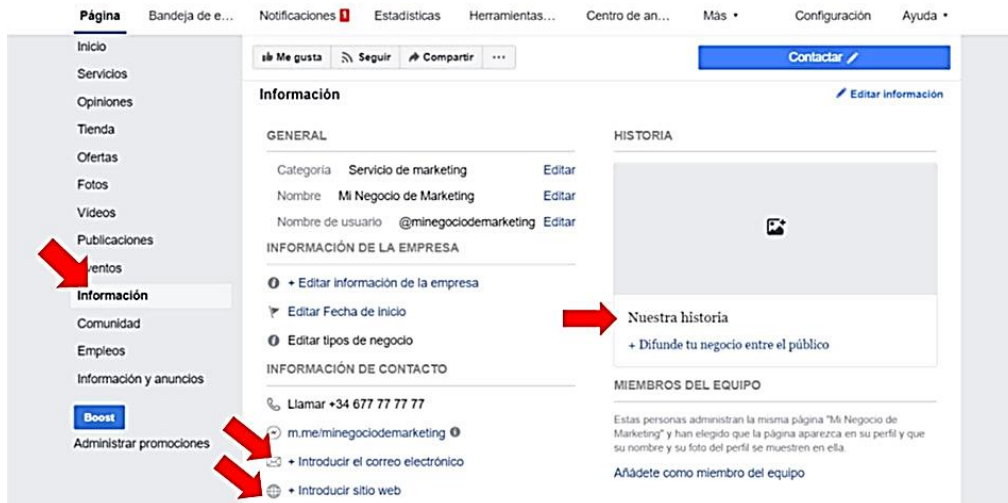 Página Bandeja de e... Notificaciones 1 Estadísticas Herramientas... Centro de an... Más Configuración Ayuda
Inicio
Servicios
Opiniones
Tienda
Ofertas
Fotos
Vídeos
Publicaciones
Información
Comunidad
Empleos
Información y anuncios
Boost
Administrar promociones
Me gusta Seguir Compartir ... Contactar
Información Editar información
GENERAL
Categoría Servicio de marketing Editar
Nombre Mi Negocio de Marketing Editar
Nombre de usuario @minegociodemarketing Editar
INFORMACIÓN DE LA EMPRESA
+ Editar información de la empresa
Editar Fecha de inicio
Editar tipos de negocio
INFORMACIÓN DE CONTACTO
Llamar +34 677 77 77 77
m.me/minegociodemarketing
+ Introducir el correo electrónico
+ Introducir sitio web
HISTORIA
Nuestra historia
+ Difunde tu negocio entre el público
MIEMBROS DEL EQUIPO
Estas personas administran la misma página "Mi Negocio de
Marketing" y han elegido que la página aparezca en su perfil y que
su nombre y su foto del perfil se muestren en ella.
Añádete como miembro del equipo